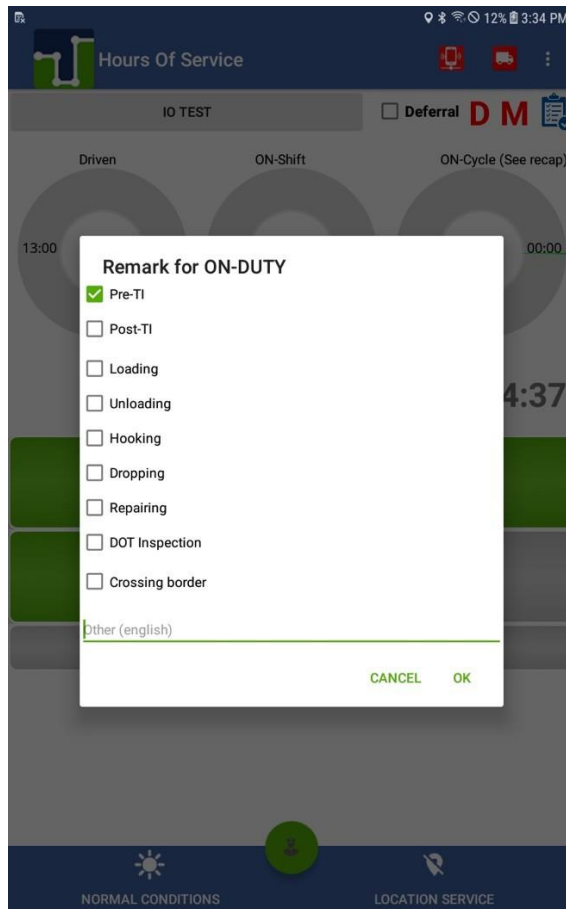 12% 3:34 PM
Hours Of Service
IO TEST
Deferral D M
Driven ON-Shift ON-Cycle (See recap)
13:00 00:00
Remark for ON-DUTY
Pre-TI
Post-TI
Loading
Unloading
4:37
Hooking
Dropping
Repairing
DOT Inspection
Crossing border
Other (english)
CANCEL OK
NORMAL CONDITIONS LOCATION SERVICE